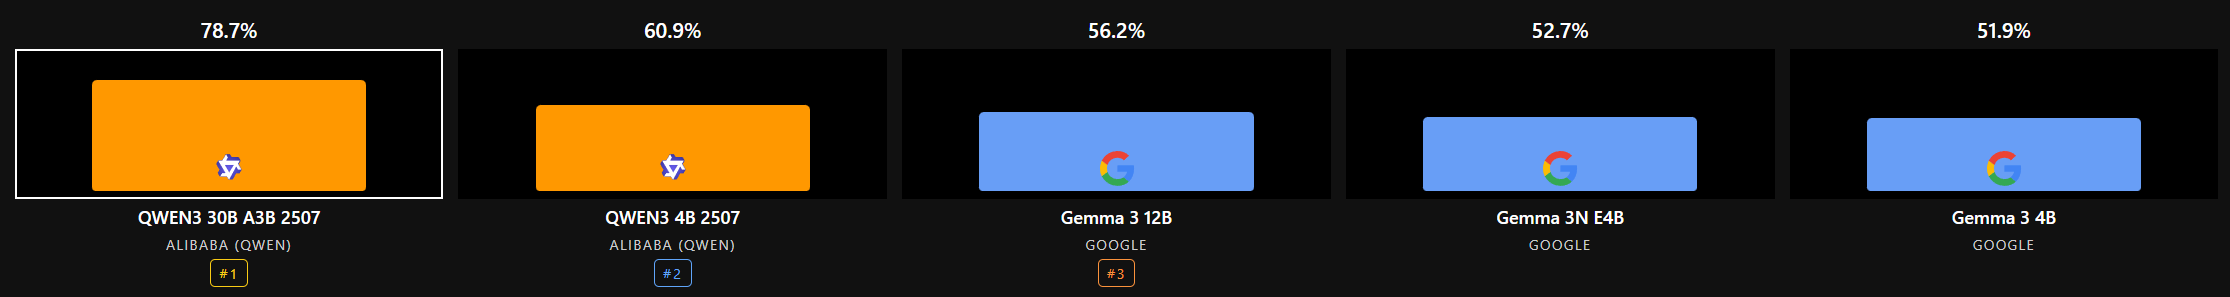 78.7%
60.9%
56.2%
52.7%
51.9%
QWEN3 30B A3B 2507
ALIBABA (QWEN)
#1
QWEN3 4B 2507
ALIBABA (QWEN)
#2
Gemma 3 12B
GOOGLE
#3
Gemma 3N E4B
GOOGLE
Gemma 3 4B
GOOGLE